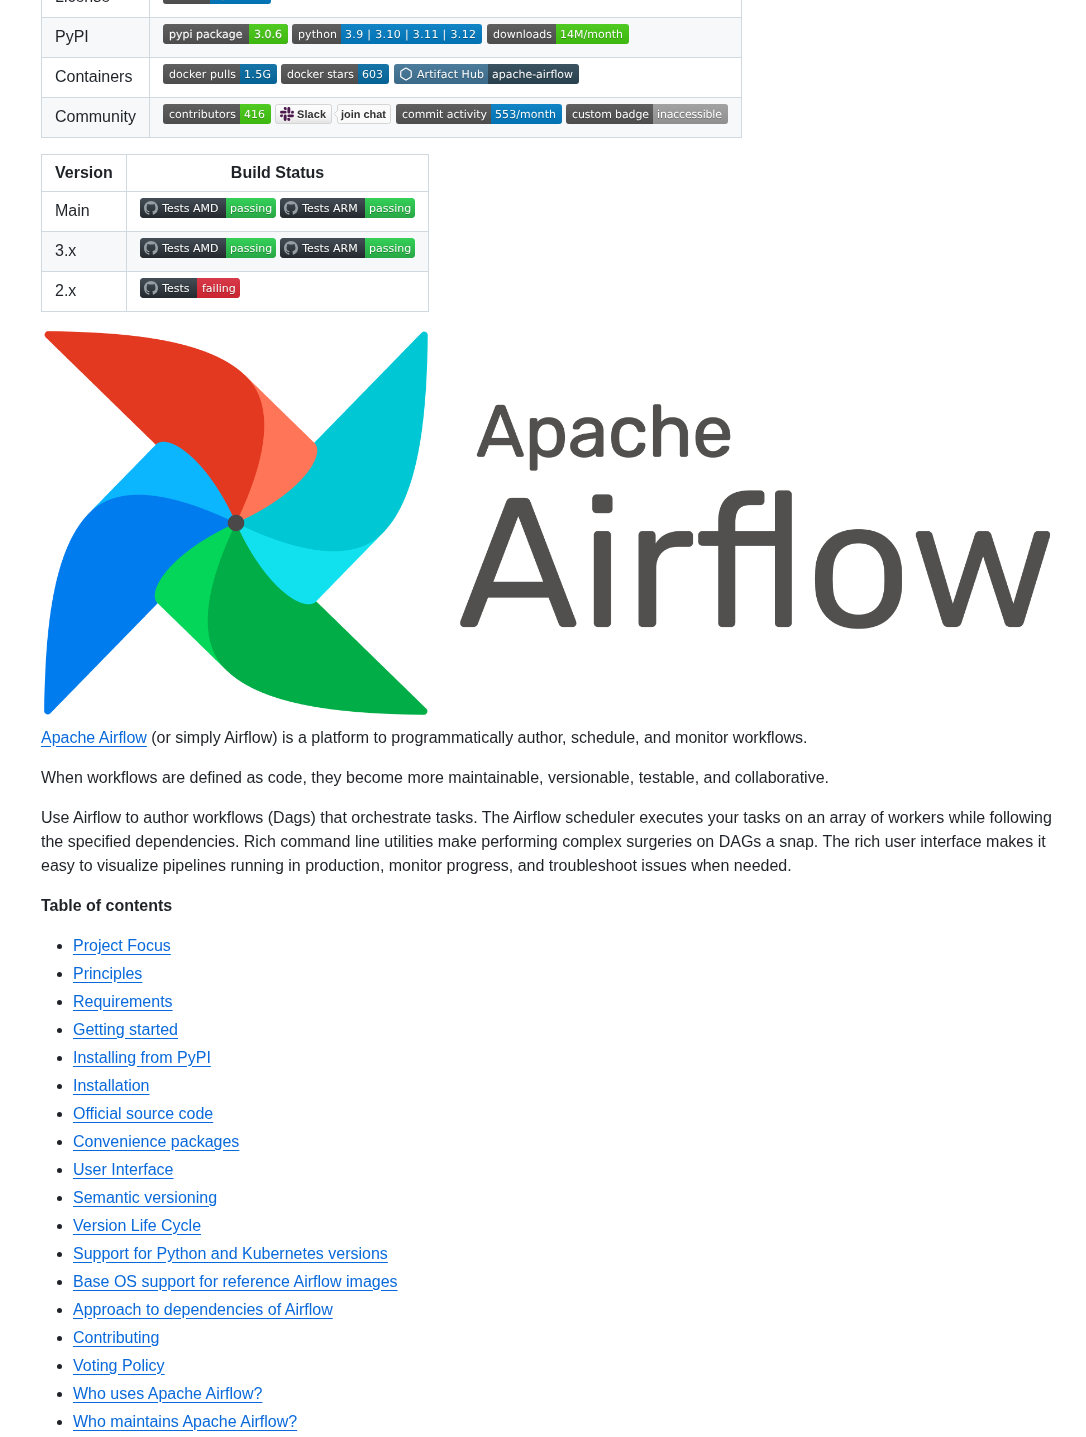 PyPI pypi package 3.0.6 python 3.9 | 3.10 | 3.11 | 3.12 downloads 14M/month
Containers docker pulls 1.5G docker stars 603 Artifact Hub apache-airflow
Community contributors 416 Slack join chat commit activity 553/month custom badge inaccessible
Version Build Status
Main Tests AMD passing Tests ARM passing
3.x Tests AMD passing Tests ARM passing
2.x Tests failing
Apache
Airflow
Apache Airflow (or simply Airflow) is a platform to programmatically author, schedule, and monitor workflows.
When workflows are defined as code, they become more maintainable, versionable, testable, and collaborative.
Use Airflow to author workflows (Dags) that orchestrate tasks. The Airflow scheduler executes your tasks on an array of workers while following
the specified dependencies. Rich command line utilities make performing complex surgeries on DAGs a snap. The rich user interface makes it
easy to visualize pipelines running in production, monitor progress, and troubleshoot issues when needed.
Table of contents
Project Focus
Principles
Requirements
Getting started
Installing from PyPI
Installation
Official source code
Convenience packages
User Interface
Semantic versioning
Version Life Cycle
Support for Python and Kubernetes versions
Base OS support for reference Airflow images
Approach to dependencies of Airflow
Contributing
Voting Policy
Who uses Apache Airflow?
Who maintains Apache Airflow?